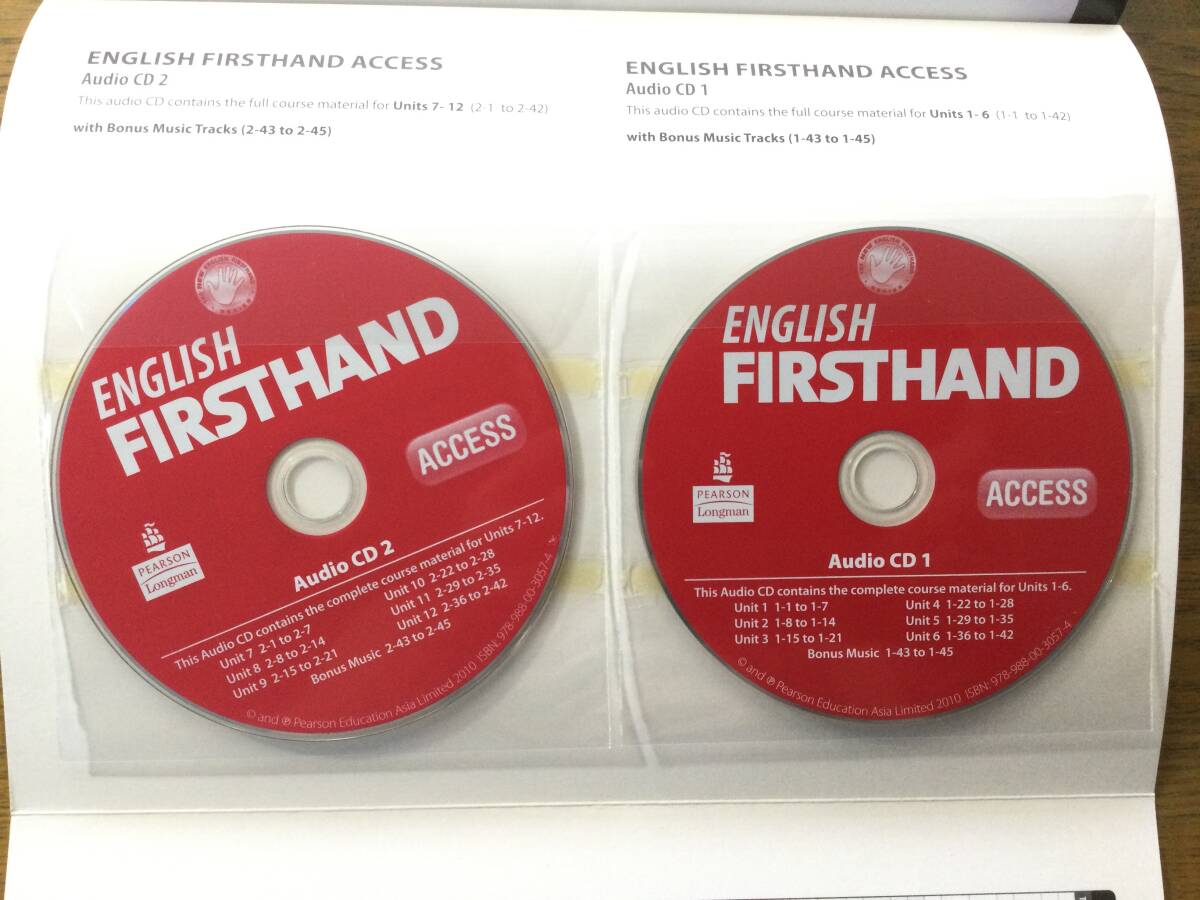 ENGLISH FIRSTHAND ACCESS
Audio CD 2
This audio CD contains the full course material for Units 7- 12 (2-1 to 2-42)
with Bonus Music Tracks (2-43 to 2-45)
ENGLISH FIRSTHAND ACCESS
Audio CD 1
This audio CD contains the full course material for Units 1- 6 (1-1 to 1-42)
with Bonus Music Tracks (1-43 to 1-45)
ENGLISH
FIRSTHAND
ACCESS
PEARSON
Longman
Audio CD 2
This Audio CD contains the complete course material for Units 7-12.
Unit 7 2-1 to 2-7
Unit 8 2-8 to 2-14
Unit 9 2-15 to 2-21
Unit 10 2-22 to 2-28
Unit 11 2-29 to 2-35
Unit 12 2-36 to 2-42
Bonus Music 2-43 to 2-45
© and ℗ Pearson Education Asia Limited 2010 ISBN: 978-988-00-3057-4
ENGLISH
FIRSTHAND
ACCESS
PEARSON
Longman
Audio CD 1
This Audio CD contains the complete course material for Units 1-6.
Unit 1 1-1 to 1-7
Unit 2 1-8 to 1-14
Unit 3 1-15 to 1-21
Unit 4 1-22 to 1-28
Unit 5 1-29 to 1-35
Unit 6 1-36 to 1-42
Bonus Music 1-43 to 1-45
© and ℗ Pearson Education Asia Limited 2010 ISBN: 978-988-00-3057-4